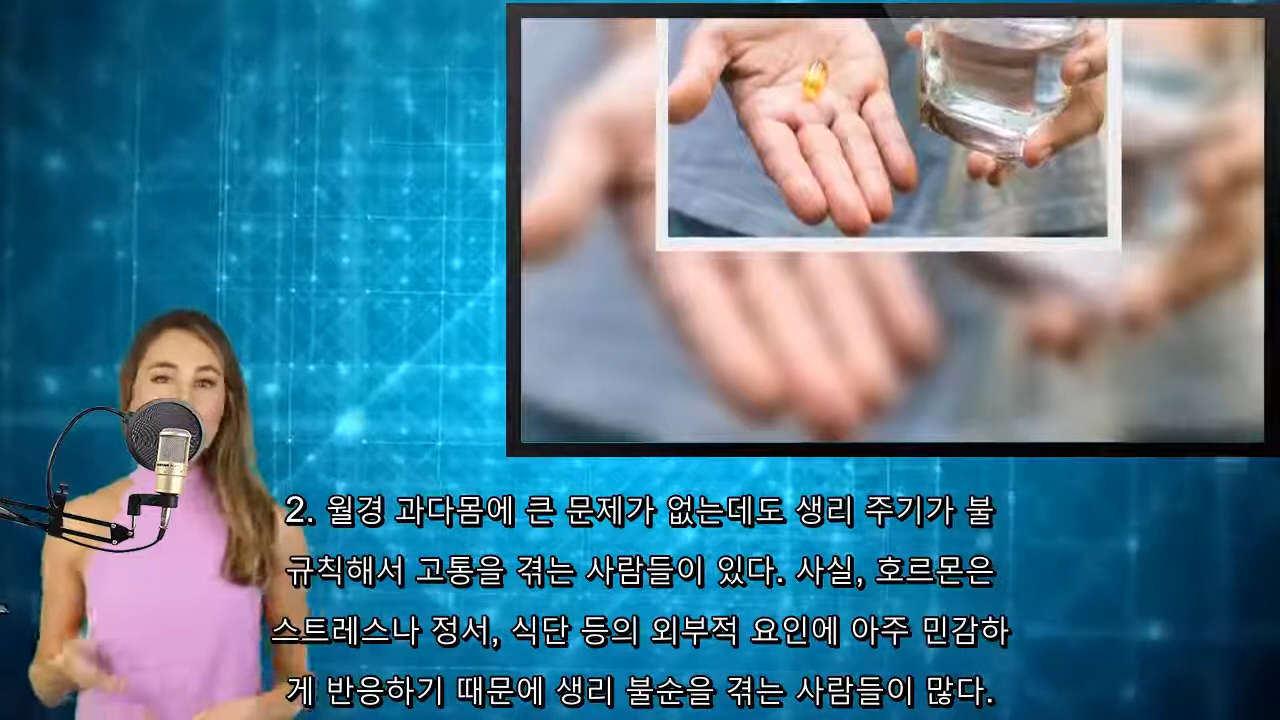 2. 월경 과다몸에 큰 문제가 없는데도 생리 주기가 불
규칙해서 고통을 겪는 사람들이 있다. 사실, 호르몬은
스트레스나 정서, 식단 등의 외부적 요인에 아주 민감하
게 반응하기 때문에 생리 불순을 겪는 사람들이 많다.